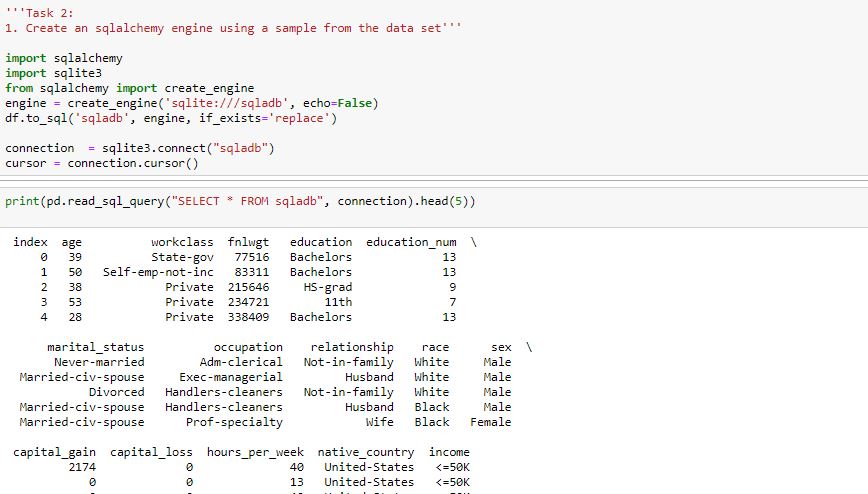 '''Task 2:
1. Create an sqlalchemy engine using a sample from the data set'''
import sqlalchemy
import sqlite3
from sqlalchemy import create_engine
engine = create_engine('sqlite:///sqladb', echo=False)
df.to_sql('sqladb', engine, if_exists='replace')
connection  = sqlite3.connect("sqladb")
cursor = connection.cursor()
print(pd.read_sql_query("SELECT * FROM sqladb", connection).head(5))
index  age         workclass  fnlwgt   education  education_num  \
0   39         State-gov   77516   Bachelors             13
1   50  Self-emp-not-inc   83311   Bachelors             13
2   38           Private  215646     HS-grad              9
3   53           Private  234721        11th              7
4   28           Private  338409   Bachelors             13
marital_status         occupation    relationship    race      sex  \
Never-married       Adm-clerical   Not-in-family   White     Male
Married-civ-spouse    Exec-managerial         Husband   White     Male
Divorced  Handlers-cleaners   Not-in-family   White     Male
Married-civ-spouse  Handlers-cleaners         Husband   Black     Male
Married-civ-spouse     Prof-specialty            Wife   Black   Female
capital_gain  capital_loss  hours_per_week  native_country  income
2174             0              40   United-States   <=50K
0             0              13   United-States   <=50K